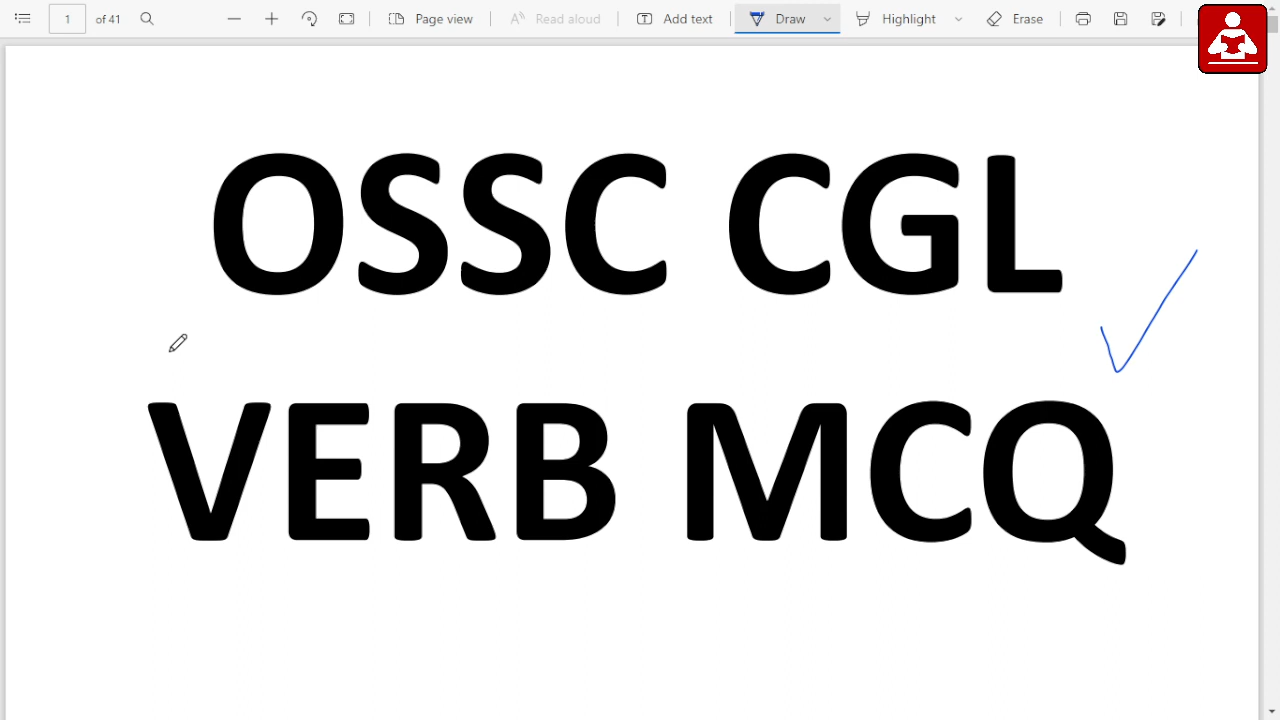 1 of 41 Page view Read aloud Add text Draw Highlight Erase
OSSC CGL
VERB MCQ